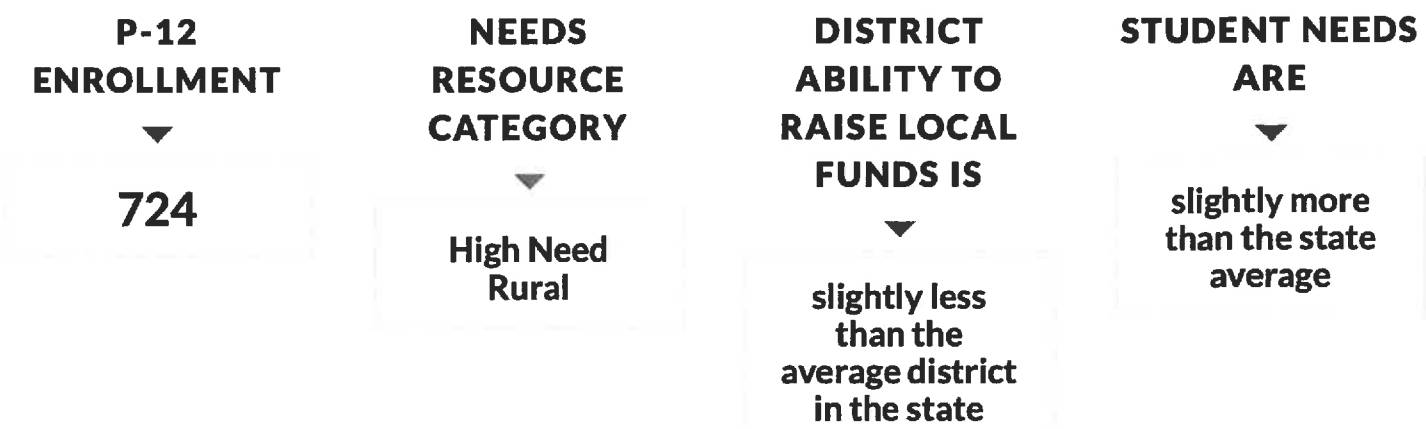 P-12
ENROLLMENT
724
NEEDS
RESOURCE
CATEGORY
High Need
Rural
DISTRICT
ABILITY TO
RAISE LOCAL
FUNDS IS
slightly less
than the
average district
in the state
STUDENT NEEDS
ARE
slightly more
than the state
average